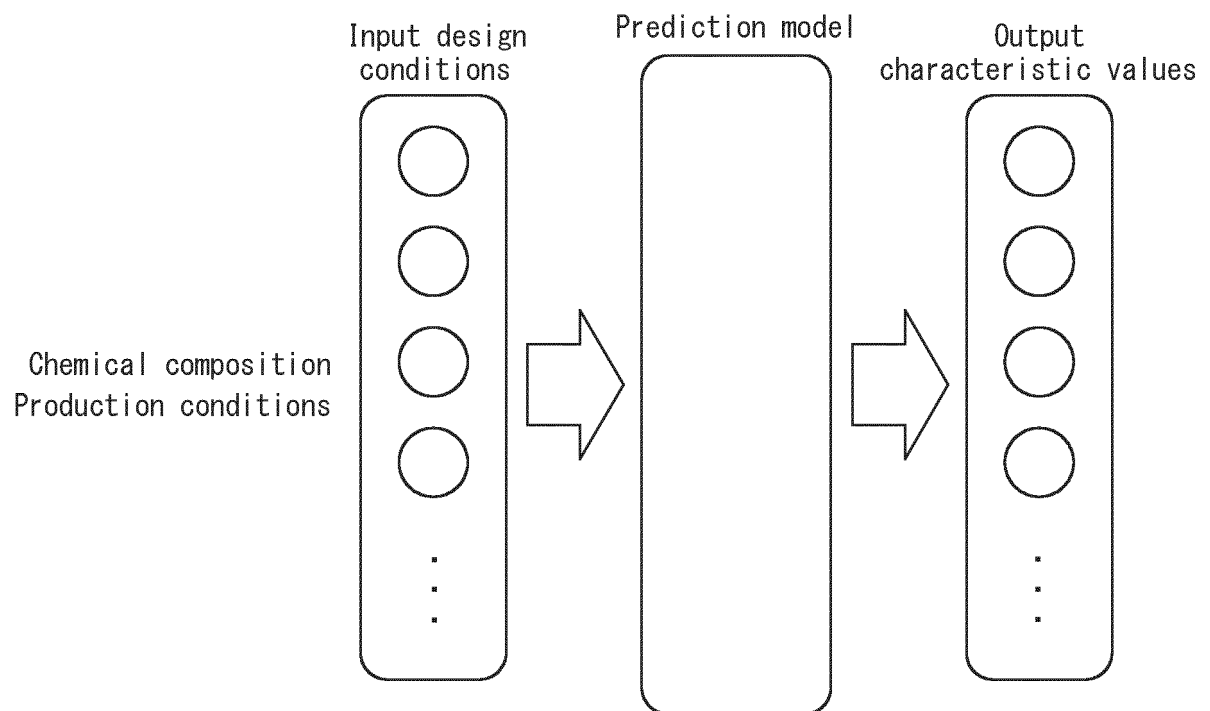 Input design
conditions
Prediction model
Output
characteristic values
Chemical composition
Production conditions